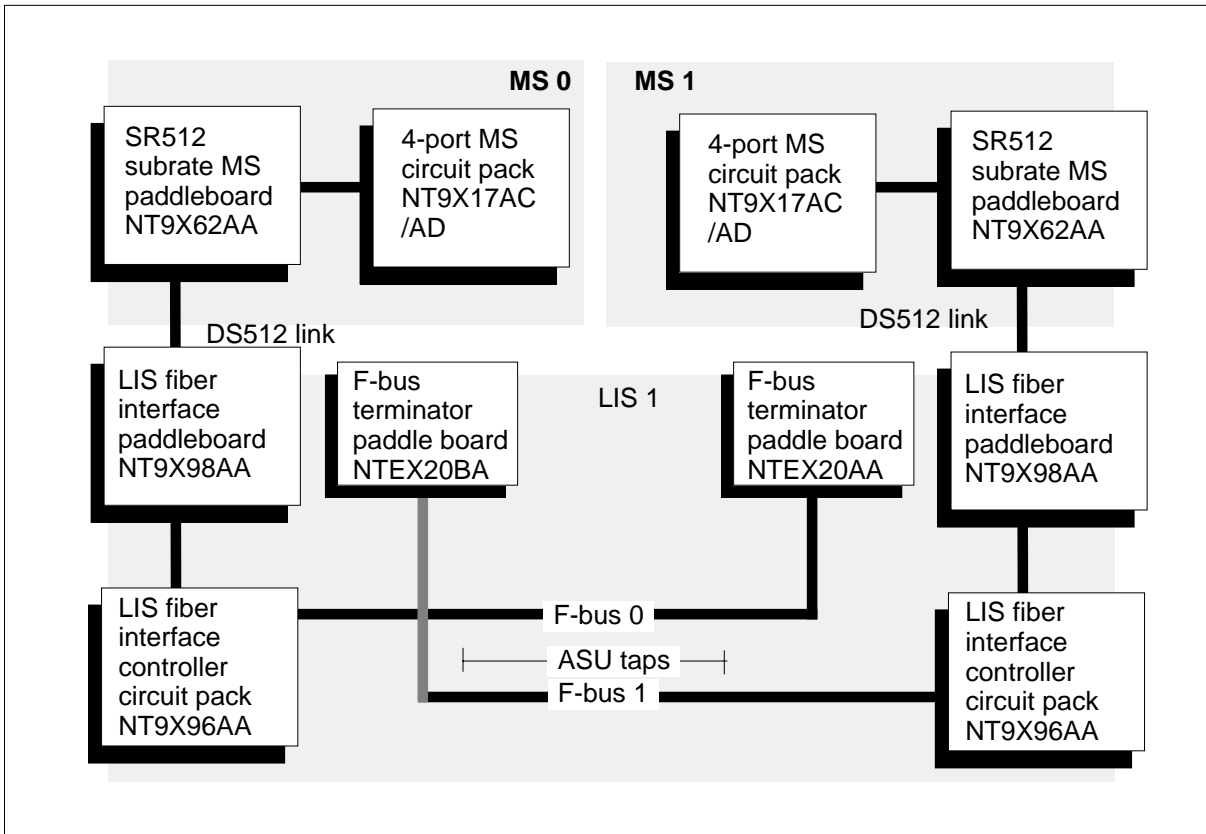 MS 0
MS 1
SR512
subrate MS
paddleboard
NT9X62AA
4-port MS
circuit pack
NT9X17AC
/AD
4-port MS
circuit pack
NT9X17AC
/AD
SR512
subrate MS
paddleboard
NT9X62AA
DS512 link
DS512 link
LIS fiber
interface
paddleboard
NT9X98AA
F-bus
terminator
paddle board
NTEX20BA
LIS 1
F-bus
terminator
paddle board
NTEX20AA
LIS fiber
interface
paddleboard
NT9X98AA
LIS fiber
interface
controller
circuit pack
NT9X96AA
F-bus 0
ASU taps
F-bus 1
LIS fiber
interface
controller
circuit pack
NT9X96AA